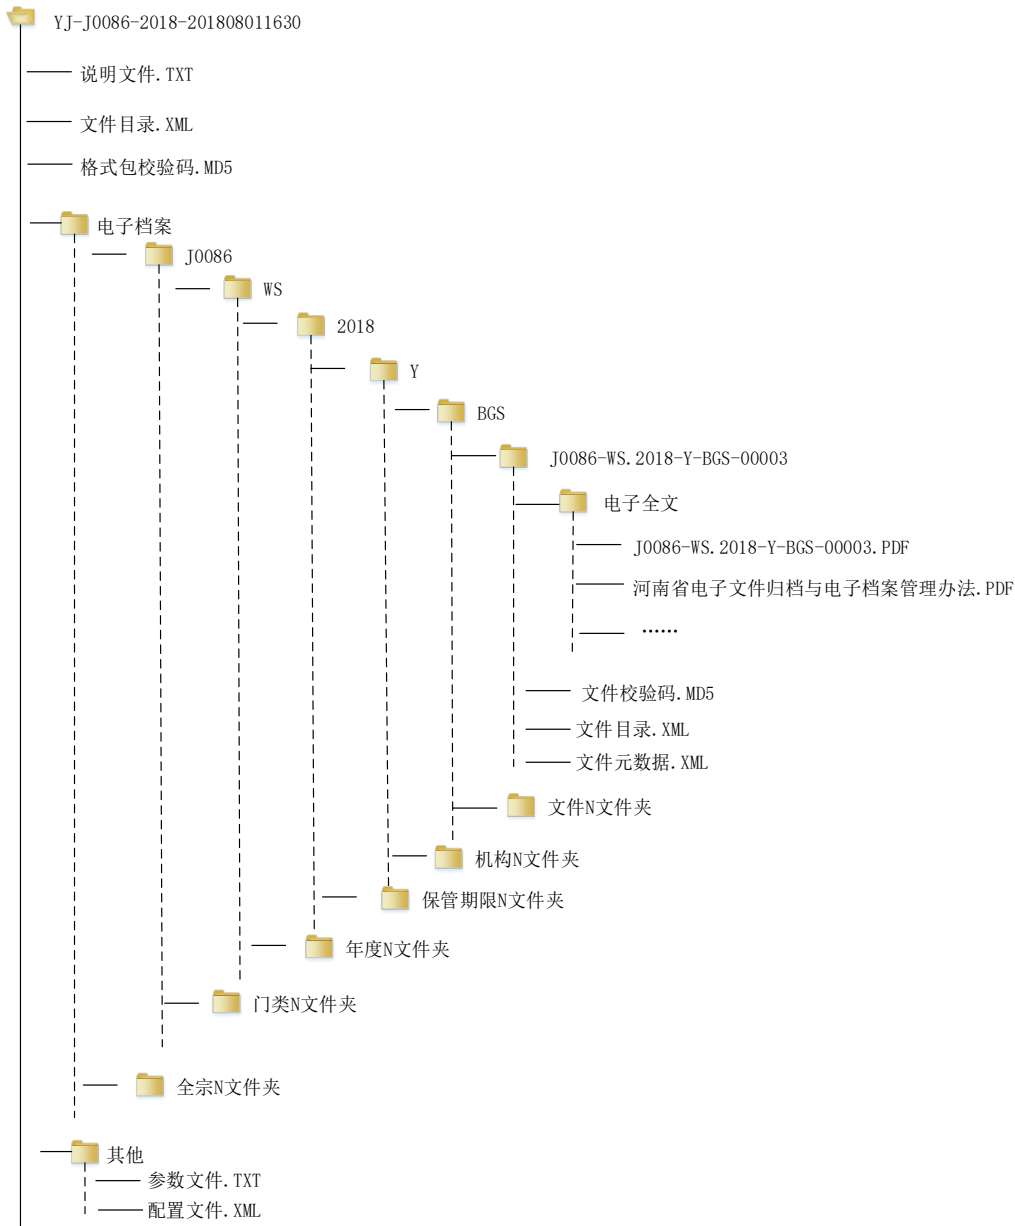 YJ-J0086-2018-201808011630
说明文件.TXT
文件目录.XML
格式包校验码.MD5
电子档案
J0086
WS
2018
Y
BGS
J0086-WS.2018-Y-BGS-00003
电子全文
J0086-WS.2018-Y-BGS-00003.PDF
河南省电子文件归档与电子档案管理办法.PDF
……
文件校验码.MD5
文件目录.XML
文件元数据.XML
文件N文件夹
机构N文件夹
保管期限N文件夹
年度N文件夹
门类N文件夹
全宗N文件夹
其他
参数文件.TXT
配置文件.XML